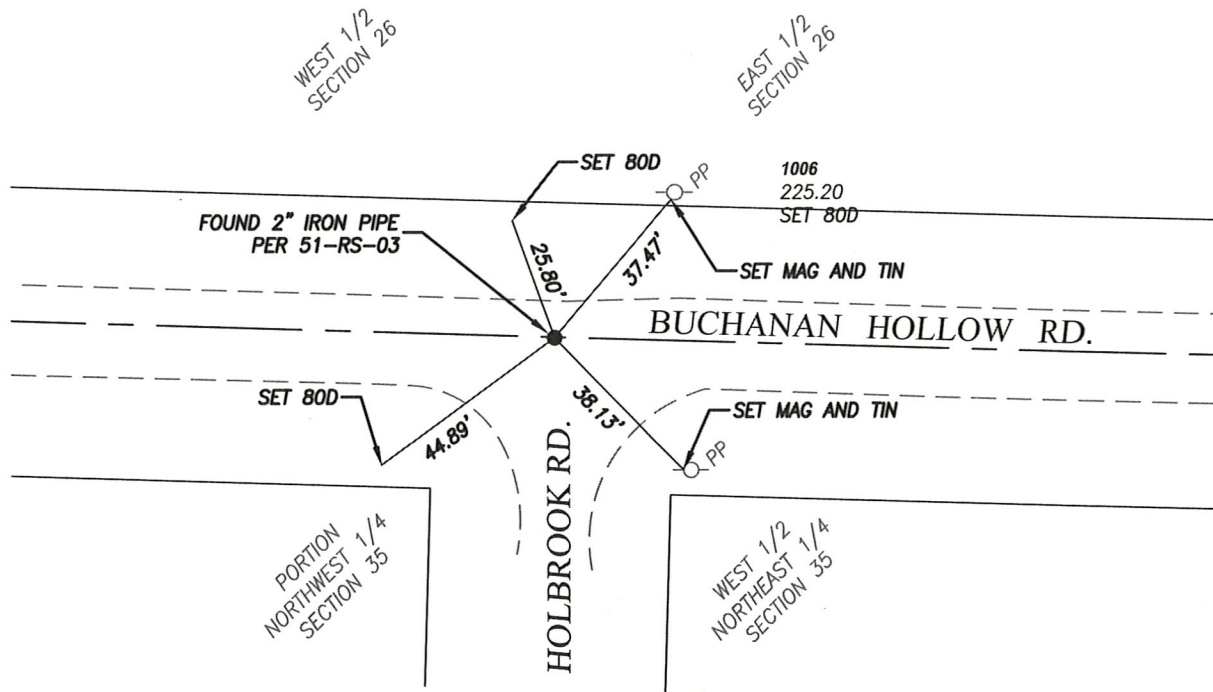 WEST 1/2
SECTION 26
EAST 1/2
SECTION 26
SET 80D
PP
1006
225.20
SET 80D
FOUND 2" IRON PIPE
PER 51-RS-03
25.80'
37.47'
SET MAG AND TIN
BUCHANAN HOLLOW RD.
SET 80D
44.89'
38.13'
SET MAG AND TIN
PP
HOLBROOK RD.
PORTION
NORTHWEST 1/4
SECTION 35
WEST 1/2
NORTHEAST 1/4
SECTION 35